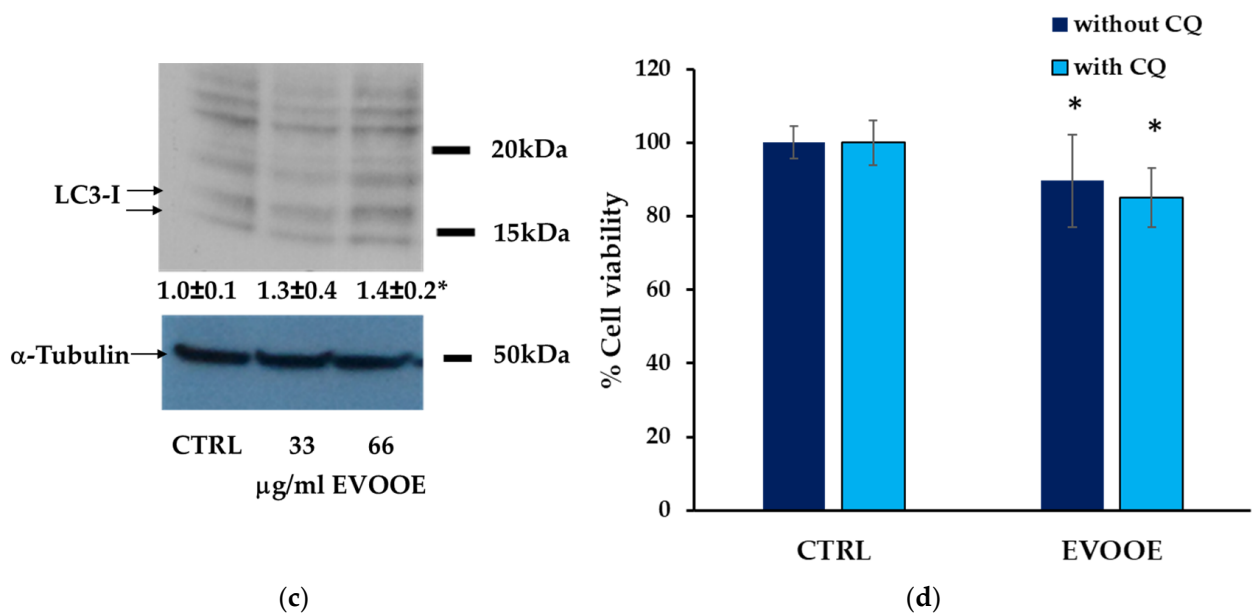 20kDa
LC3-I
15kDa
1.0±0.1 1.3±0.4 1.4±0.2*
α-Tubulin
50kDa
CTRL 33 66
μg/ml EVOOE
(c)
without CQ
with CQ
120
100
80
60
40
20
0
% Cell viability
* *
CTRL EVOOE
(d)